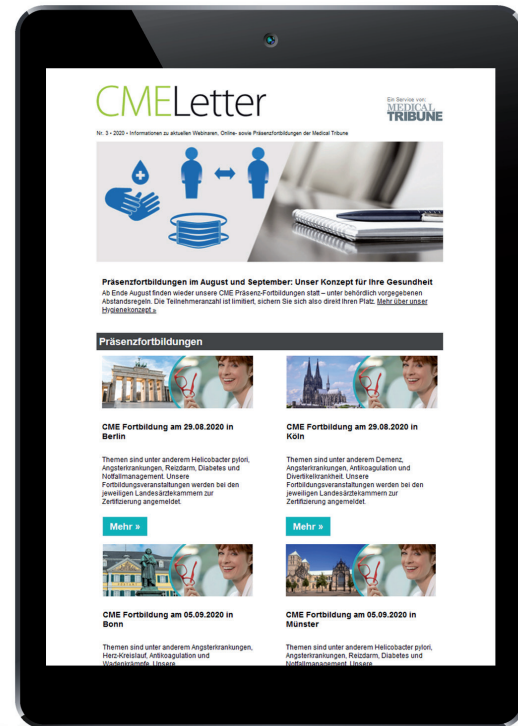 CMELetter
Ein Service von:
MEDICAL
TRIBUNE
Nr. 3 • 2020 • Informationen zu aktuellen Webinaren, Online- sowie Präsenzfortbildungen der Medical Tribune
Präsenzfortbildungen im August und September: Unser Konzept für Ihre Gesundheit
Ab Ende August finden wieder unsere CME Präsenz-Fortbildungen statt – unter behördlich vorgegebenen
Abstandsregeln. Die Teilnehmeranzahl ist limitiert, sichern Sie sich also direkt Ihren Platz. Mehr über unser
Hygienekonzept »
Präsenzfortbildungen
CME Fortbildung am 29.08.2020 in
Berlin
Themen sind unter anderem Helicobacter pylori,
Angsterkrankungen, Reizdarm, Diabetes und
Notfallmanagement. Unsere
Fortbildungsveranstaltungen werden bei den
jeweiligen Landesärztekammern zur
Zertifizierung angemeldet.
Mehr »
CME Fortbildung am 29.08.2020 in
Köln
Themen sind unter anderem Demenz,
Angsterkrankungen, Antikoagulation und
Divertikelkrankheit. Unsere
Fortbildungsveranstaltungen werden bei den
jeweiligen Landesärztekammern zur
Zertifizierung angemeldet.
Mehr »
CME Fortbildung am 05.09.2020 in
Bonn
Themen sind unter anderem Angsterkrankungen,
Herz-Kreislauf, Antikoagulation und
Wadenkrämpfe. Unsere
CME Fortbildung am 05.09.2020 in
Münster
Themen sind unter anderem Helicobacter pylori,
Angsterkrankungen, Reizdarm, Diabetes und
Notfallmanagement. Unsere